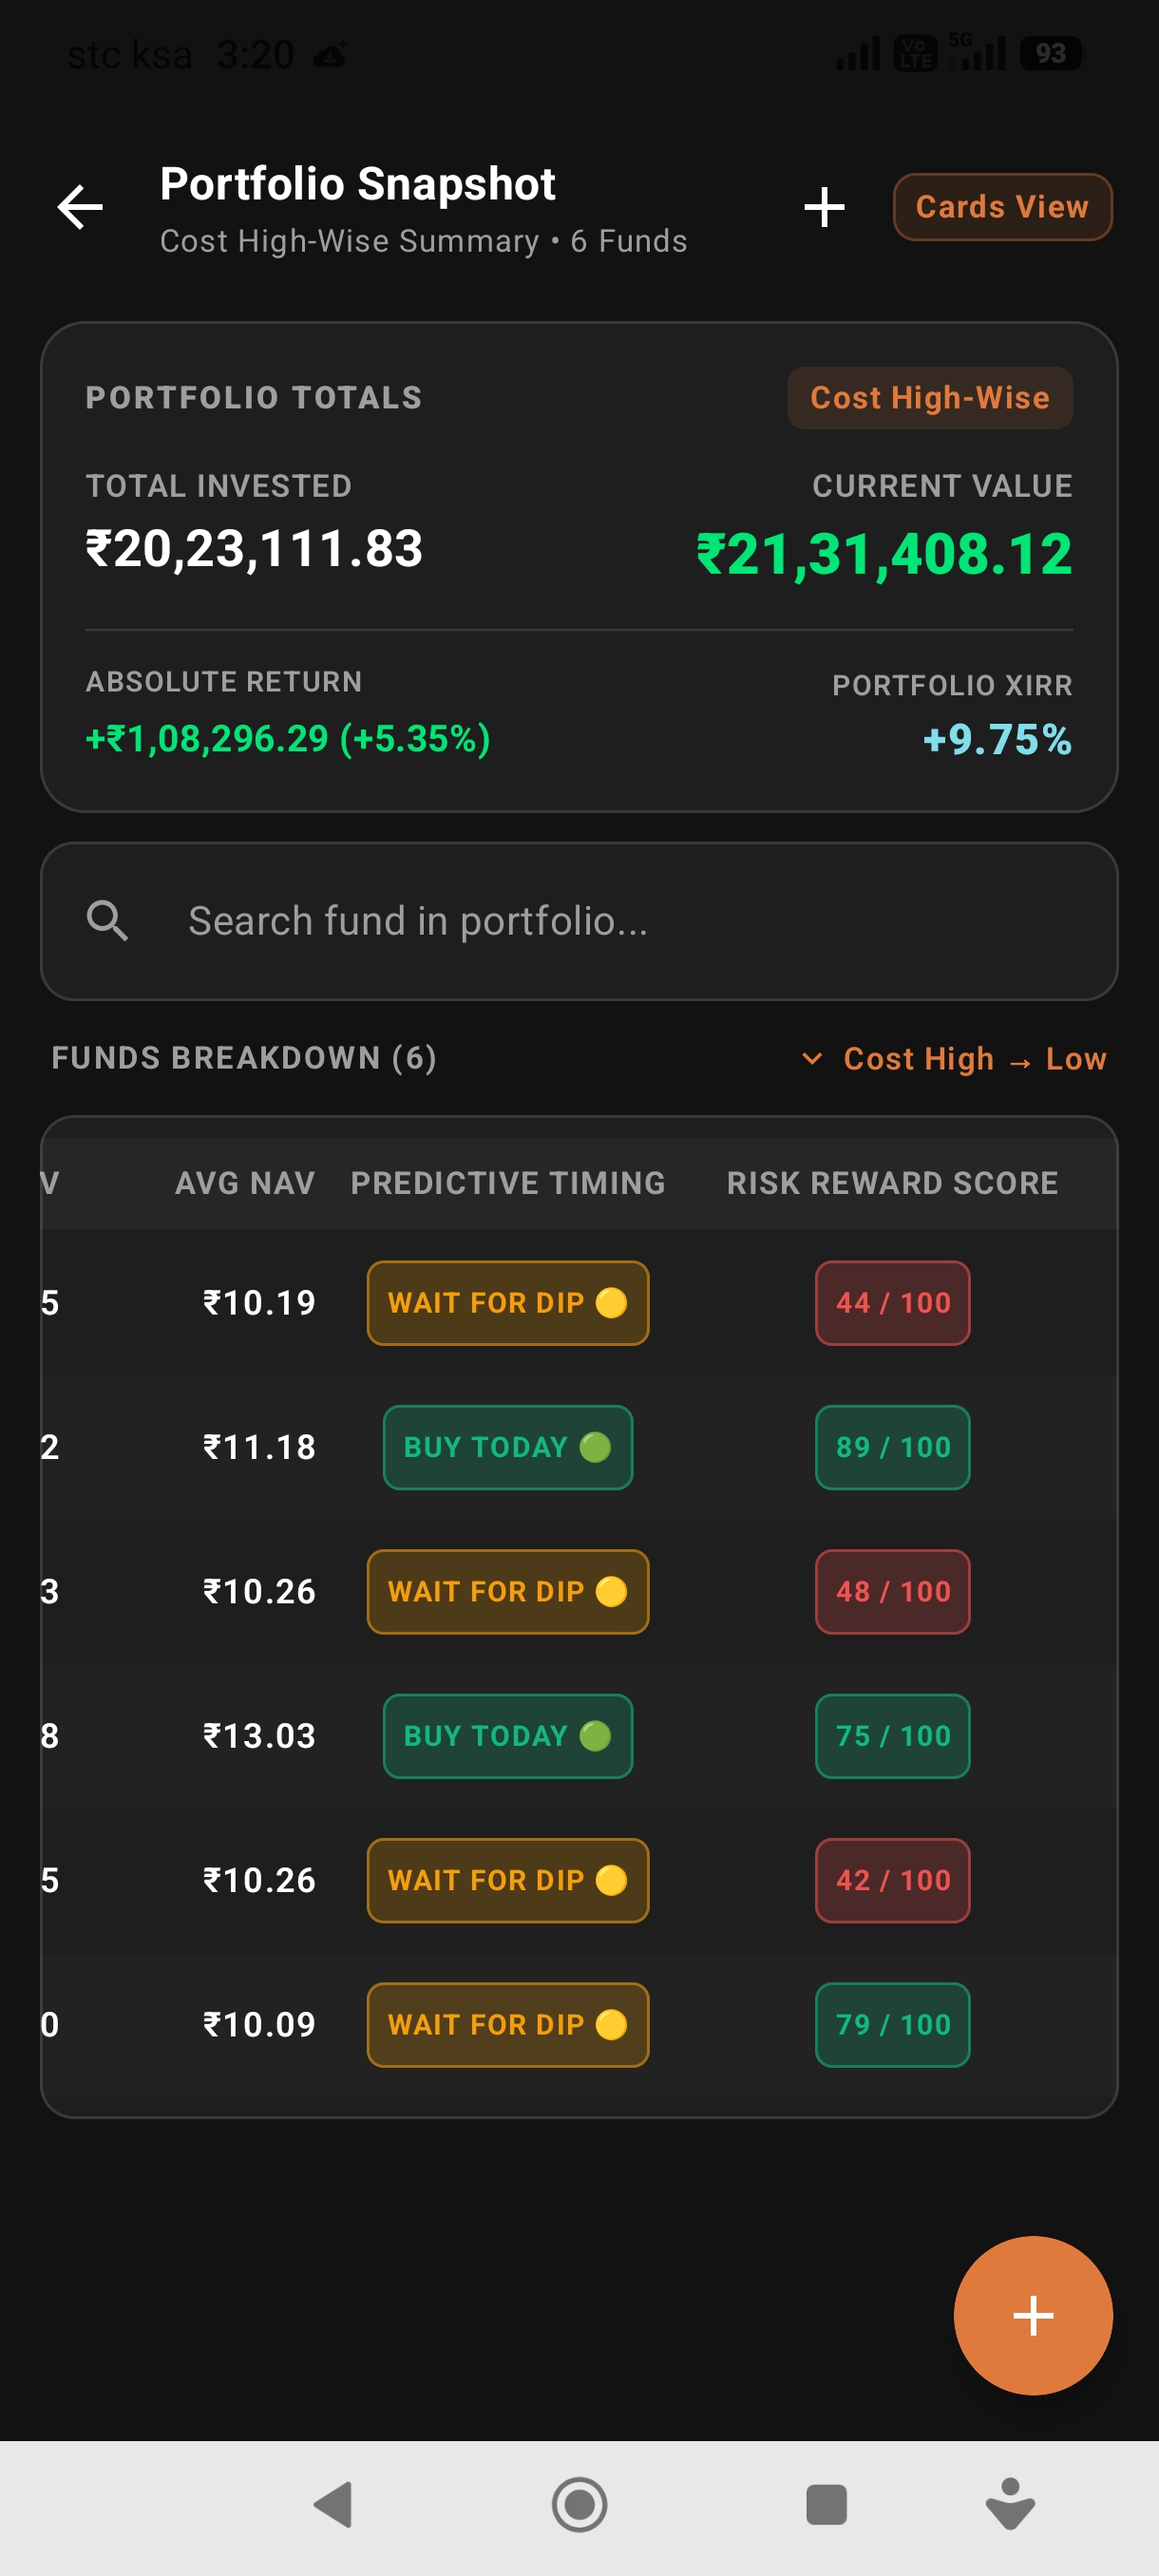 stc ksa 3:20
Vo LTE 5G 93
Portfolio Snapshot
Cost High-Wise Summary • 6 Funds
Cards View
PORTFOLIO TOTALS
Cost High-Wise
TOTAL INVESTED CURRENT VALUE
₹20,23,111.83 ₹21,31,408.12
ABSOLUTE RETURN PORTFOLIO XIRR
+₹1,08,296.29 (+5.35%) +9.75%
Search fund in portfolio...
FUNDS BREAKDOWN (6) Cost High → Low
V AVG NAV PREDICTIVE TIMING RISK REWARD SCORE
5 ₹10.19 WAIT FOR DIP 🟡 44 / 100
2 ₹11.18 BUY TODAY 🟢 89 / 100
3 ₹10.26 WAIT FOR DIP 🟡 48 / 100
8 ₹13.03 BUY TODAY 🟢 75 / 100
5 ₹10.26 WAIT FOR DIP 🟡 42 / 100
0 ₹10.09 WAIT FOR DIP 🟡 79 / 100